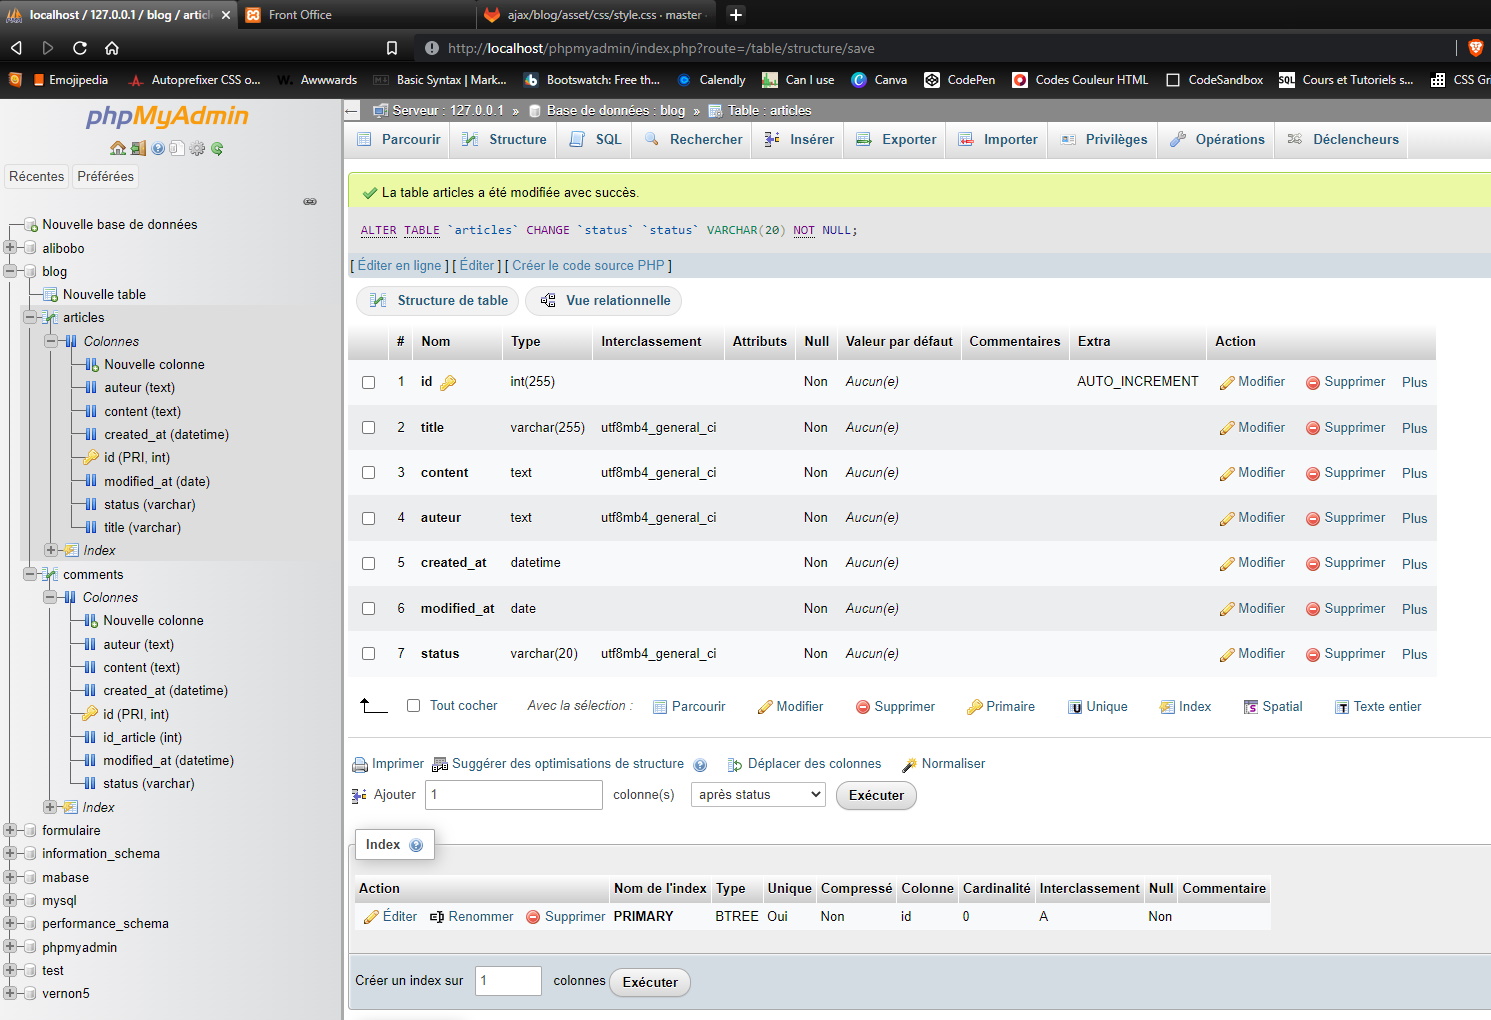 localhost / 127.0.0.1 / blog / articl
Front Office
ajax/blog/asset/css/style.css · master
http://localhost/phpmyadmin/index.php?route=/table/structure/save
Emojipedia
Autoprefixer CSS o...
W. Awwwards
Basic Syntax | Mark...
Bootswatch: Free th...
Calendly
Can I use
Canva
CodePen
Codes Couleur HTML
CodeSandbox
SQL Cours et Tutoriels s...
CSS Gri
phpMyAdmin
Récentes Préférées
Nouvelle base de données
alibobo
blog
Nouvelle table
articles
Colonnes
Nouvelle colonne
auteur (text)
content (text)
created_at (datetime)
id (PRI, int)
modified_at (date)
status (varchar)
title (varchar)
Index
comments
Colonnes
Nouvelle colonne
auteur (text)
content (text)
created_at (datetime)
id (PRI, int)
id_article (int)
modified_at (datetime)
status (varchar)
Index
formulaire
information_schema
mabase
mysql
performance_schema
phpmyadmin
test
vernon5
Serveur : 127.0.0.1 » Base de données : blog » Table : articles
Parcourir Structure SQL Rechercher Insérer Exporter Importer Privilèges Opérations Déclencheurs
La table articles a été modifiée avec succès.
ALTER TABLE `articles` CHANGE `status` `status` VARCHAR(20) NOT NULL;
[ Éditer en ligne ] [ Éditer ] [ Créer le code source PHP ]
Structure de table Vue relationnelle
# Nom Type Interclassement Attributs Null Valeur par défaut Commentaires Extra Action
1 id int(255) Non Aucun(e) AUTO_INCREMENT Modifier Supprimer Plus
2 title varchar(255) utf8mb4_general_ci Non Aucun(e) Modifier Supprimer Plus
3 content text utf8mb4_general_ci Non Aucun(e) Modifier Supprimer Plus
4 auteur text utf8mb4_general_ci Non Aucun(e) Modifier Supprimer Plus
5 created_at datetime Non Aucun(e) Modifier Supprimer Plus
6 modified_at date Non Aucun(e) Modifier Supprimer Plus
7 status varchar(20) utf8mb4_general_ci Non Aucun(e) Modifier Supprimer Plus
Tout cocher Avec la sélection : Parcourir Modifier Supprimer Primaire Unique Index Spatial Texte entier
Imprimer Suggérer des optimisations de structure Déplacer des colonnes Normaliser
Ajouter 1 colonne(s) après status Exécuter
Index
Action Nom de l'index Type Unique Compressé Colonne Cardinalité Interclassement Null Commentaire
Éditer Renommer Supprimer PRIMARY BTREE Oui Non id 0 A Non
Créer un index sur 1 colonnes Exécuter